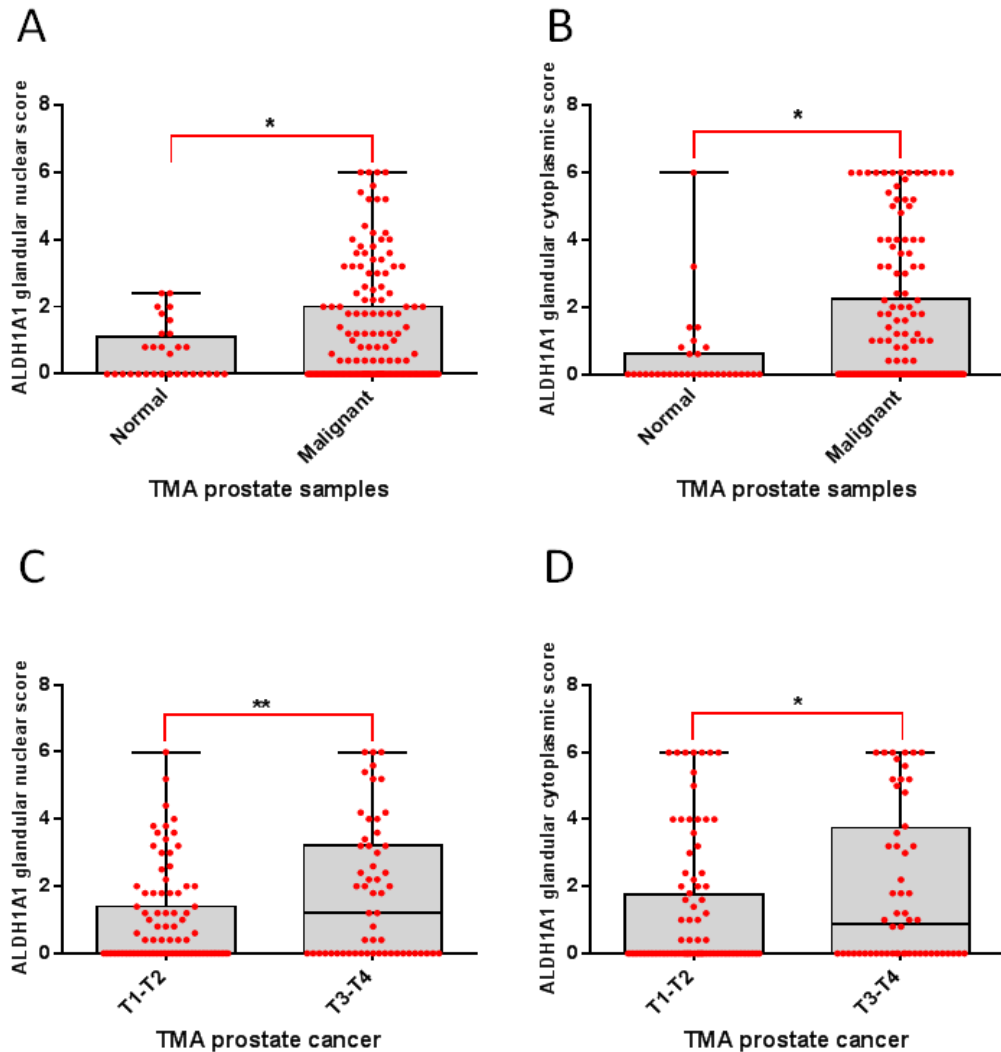 A
ALDH1A1 glandular nuclear score
8
6
4
2
0
*
Normal
Malignant
TMA prostate samples
B
ALDH1A1 glandular cytoplasmic score
8
6
4
2
0
*
Normal
Malignant
TMA prostate samples
C
ALDH1A1 glandular nuclear score
8
6
4
2
0
**
T1-T2
T3-T4
TMA prostate cancer
D
ALDH1A1 glandular cytoplasmic score
8
6
4
2
0
*
T1-T2
T3-T4
TMA prostate cancer